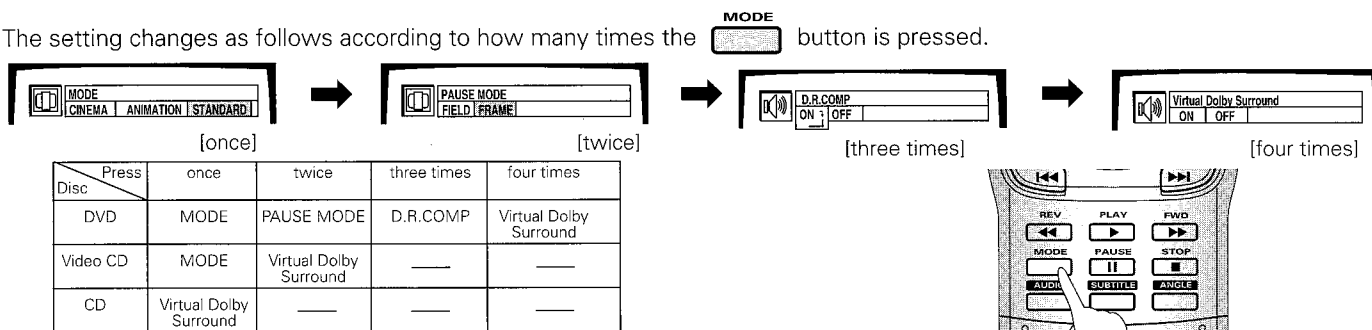 MODE
The setting changes as follows according to how many times the button is pressed.
MODE
CINEMA ANIMATION STANDARD
[once]
PAUSE MODE
FIELD FRAME
[twice]
D.R.COMP
ON OFF
[three times]
Virtual Dolby Surround
ON OFF
[four times]
Press
Disc
once twice three times four times
DVD MODE PAUSE MODE D.R.COMP Virtual Dolby
Surround
Video CD MODE Virtual Dolby
Surround — —
CD Virtual Dolby
Surround — — —
REV PLAY FWD
MODE PAUSE STOP
AUDIO SUBTITLE ANGLE